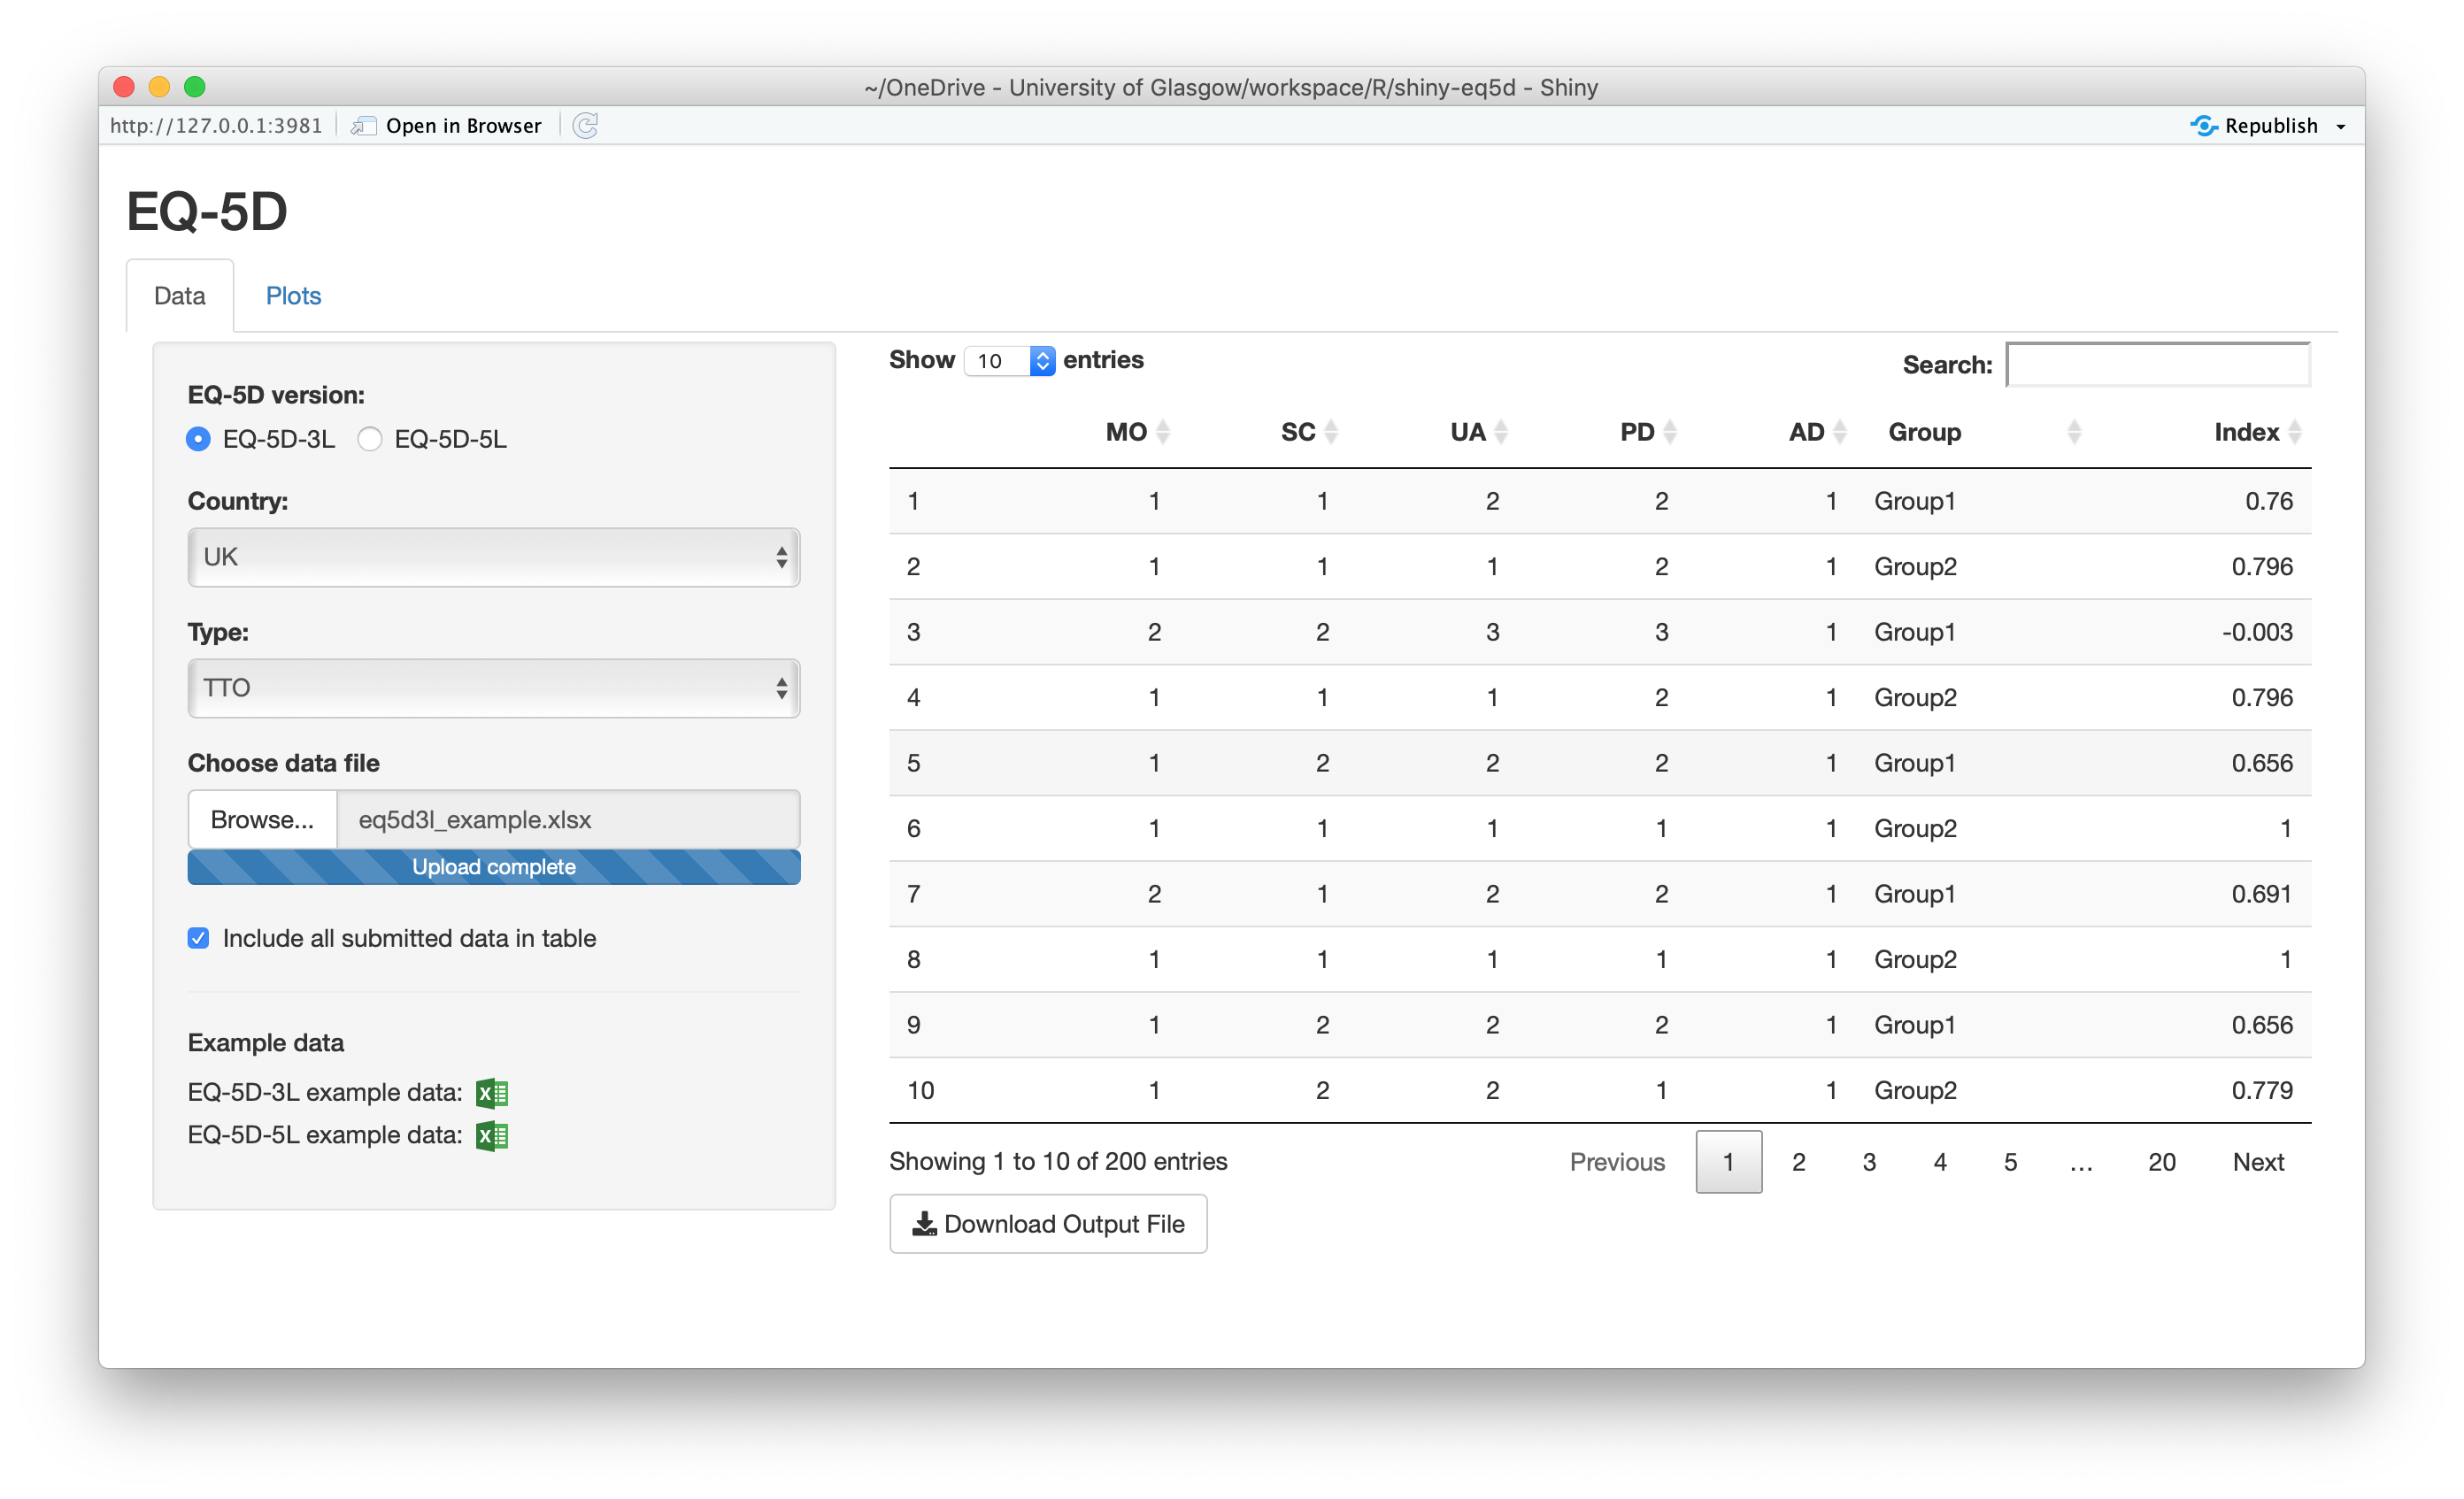 ~/OneDrive - University of Glasgow/workspace/R/shiny-eq5d - Shiny
http://127.0.0.1:3981 Open in Browser Republish
EQ-5D
Data Plots
EQ-5D version:
EQ-5D-3L EQ-5D-5L
Country:
UK
Type:
TTO
Choose data file
Browse... eq5d3l_example.xlsx
Upload complete
Include all submitted data in table
Example data
EQ-5D-3L example data:
EQ-5D-5L example data:
Show 10 entries Search:
MO SC UA PD AD Group Index
1 1 1 2 2 1 Group1 0.76
2 1 1 1 2 1 Group2 0.796
3 2 2 3 3 1 Group1 -0.003
4 1 1 1 2 1 Group2 0.796
5 1 2 2 2 1 Group1 0.656
6 1 1 1 1 1 Group2 1
7 2 1 2 2 1 Group1 0.691
8 1 1 1 1 1 Group2 1
9 1 2 2 2 1 Group1 0.656
10 1 2 2 1 1 Group2 0.779
Showing 1 to 10 of 200 entries Previous 1 2 3 4 5 … 20 Next
Download Output File